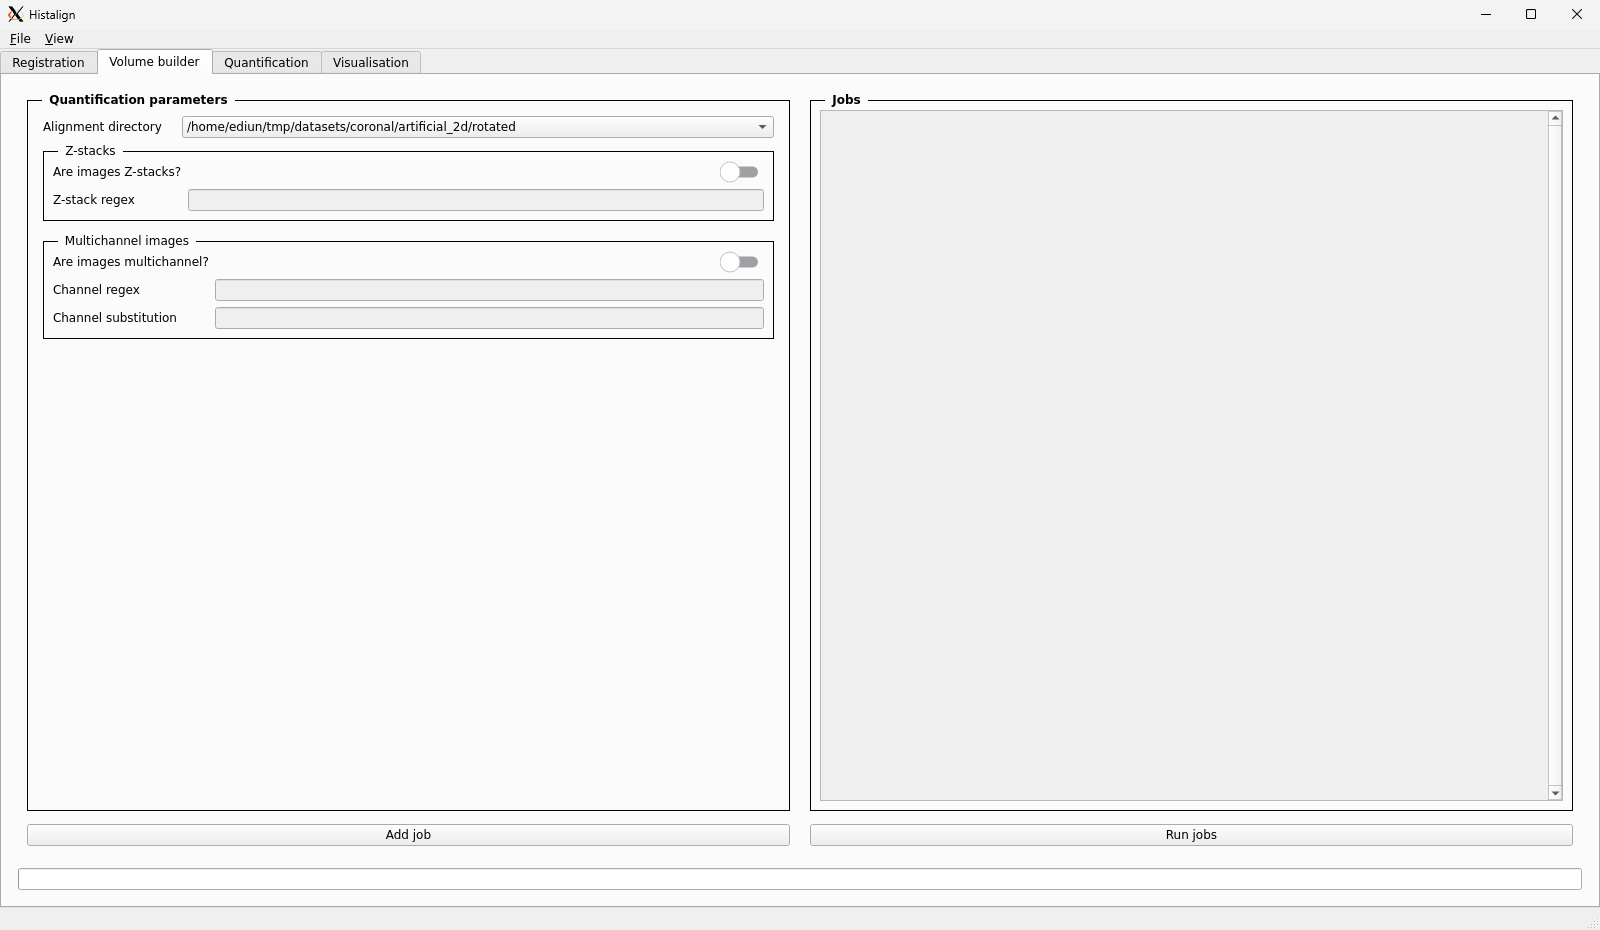 Histalign
File View
Registration Volume builder Quantification Visualisation
Quantification parameters
Alignment directory /home/ediun/tmp/datasets/coronal/artificial_2d/rotated
Z-stacks
Are images Z-stacks?
Z-stack regex
Multichannel images
Are images multichannel?
Channel regex
Channel substitution
Add job
Jobs
Run jobs